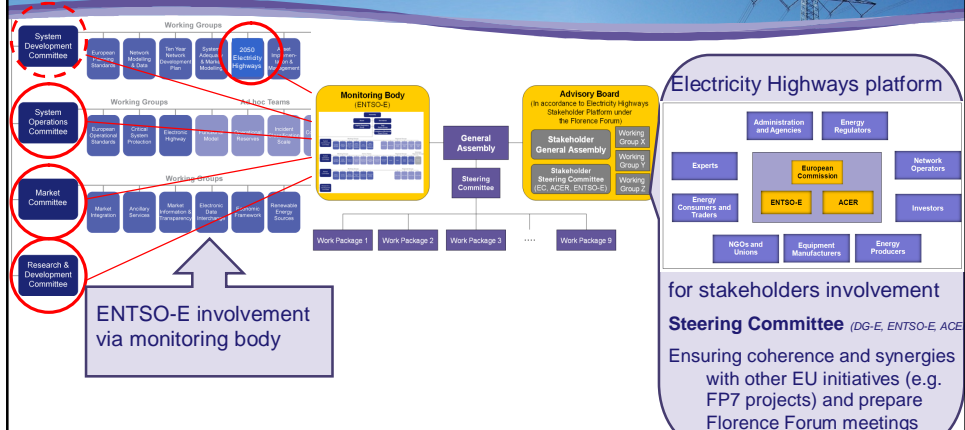 Working Groups
System
Development
Committee
European
Planning
Standards
Network
Modelling
& Data
Ten Year
Network
Development
Plan
System
Adequacy
& Market
Modelling
2050
Electricity
Highways
Asset
Implemen-
tation &
Management
Working Groups
Ad hoc Teams
System
Operations
Committee
European
Operational
Standards
Critical
System
Protection
Electronic
Highway
Model
Reserves
Incident
Scale
Working Groups
Market
Committee
Market
Integration
Ancillary
Services
Market
Information &
Transparency
Electronic
Data
Interchange
Economic
Framework
Renewable
Energy
Sources
Research &
Development
Committee
ENTSO-E involvement
via monitoring body
Monitoring Body
(ENTSO-E)
General
Assembly
Steering
Committee
Work Package 1
Work Package 2
Work Package 3
....
Work Package 9
Advisory Board
(In accordance to Electricity Highways
Stakeholder Platform under
the Florence Forum)
Stakeholder
General Assembly
Stakeholder
Steering Committee
(EC, ACER, ENTSO-E)
Working
Group X
Working
Group Y
Working
Group Z
Electricity Highways platform
Administration
and Agencies
Energy
Regulators
Experts
European
Commission
Network
Operators
Energy
Consumers and
Traders
ENTSO-E
ACER
Investors
NGOs and
Unions
Equipment
Manufacturers
Energy
Producers
for stakeholders involvement
Steering Committee (DG-E, ENTSO-E, ACE
Ensuring coherence and synergies
with other EU initiatives (e.g.
FP7 projects) and prepare
Florence Forum meetings